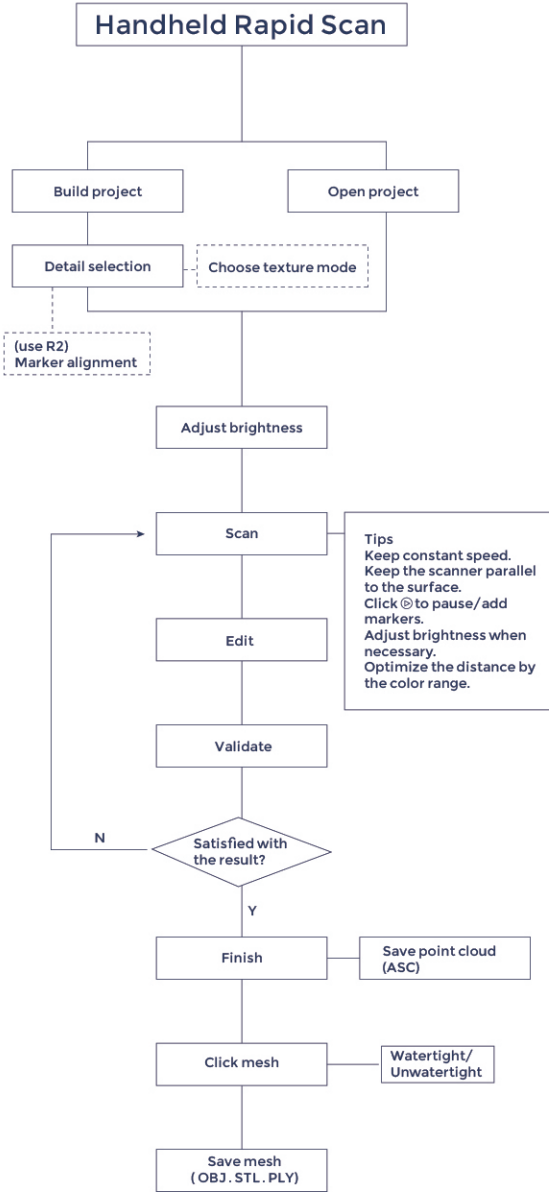 Handheld Rapid Scan
Build project
Open project
Detail selection
Choose texture mode
(use R2)
Marker alignment
Adjust brightness
Scan
Tips
Keep constant speed.
Keep the scanner parallel
to the surface.
Click to pause/add
markers.
Adjust brightness when
necessary.
Optimize the distance by
the color range.
Edit
Validate
Satisfied with
the result?
N
Y
Finish
Save point cloud
(ASC)
Click mesh
Watertight/
Unwatertight
Save mesh
(OBJ. STL. PLY)